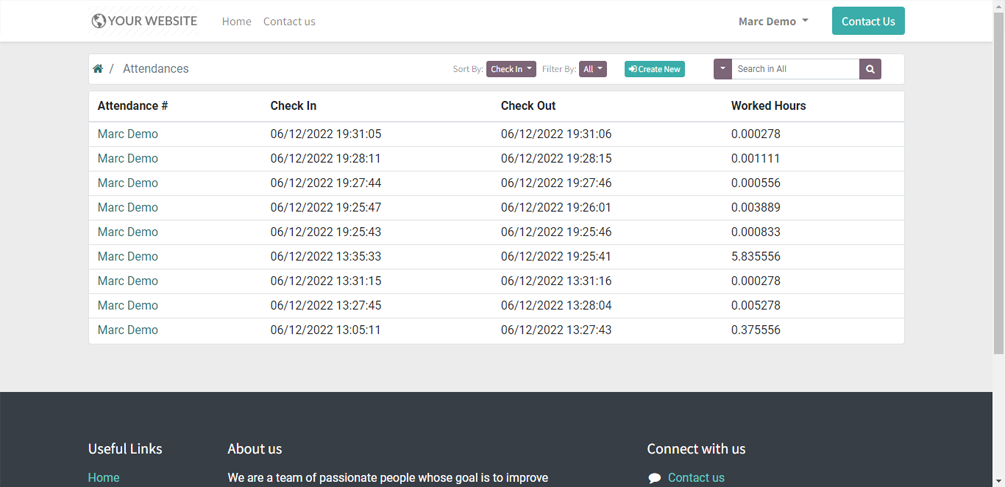 YOUR WEBSITE Home Contact us Marc Demo Contact Us
/ Attendances Sort By: Check In Filter By: All Create New Search in All
Attendance # Check In Check Out Worked Hours
Marc Demo 06/12/2022 19:31:05 06/12/2022 19:31:06 0.000278
Marc Demo 06/12/2022 19:28:11 06/12/2022 19:28:15 0.001111
Marc Demo 06/12/2022 19:27:44 06/12/2022 19:27:46 0.000556
Marc Demo 06/12/2022 19:25:47 06/12/2022 19:26:01 0.003889
Marc Demo 06/12/2022 19:25:43 06/12/2022 19:25:46 0.000833
Marc Demo 06/12/2022 13:35:33 06/12/2022 19:25:41 5.835556
Marc Demo 06/12/2022 13:31:15 06/12/2022 13:31:16 0.000278
Marc Demo 06/12/2022 13:27:45 06/12/2022 13:28:04 0.005278
Marc Demo 06/12/2022 13:05:11 06/12/2022 13:27:43 0.375556
Useful Links About us Connect with us
Home We are a team of passionate people whose goal is to improve Contact us